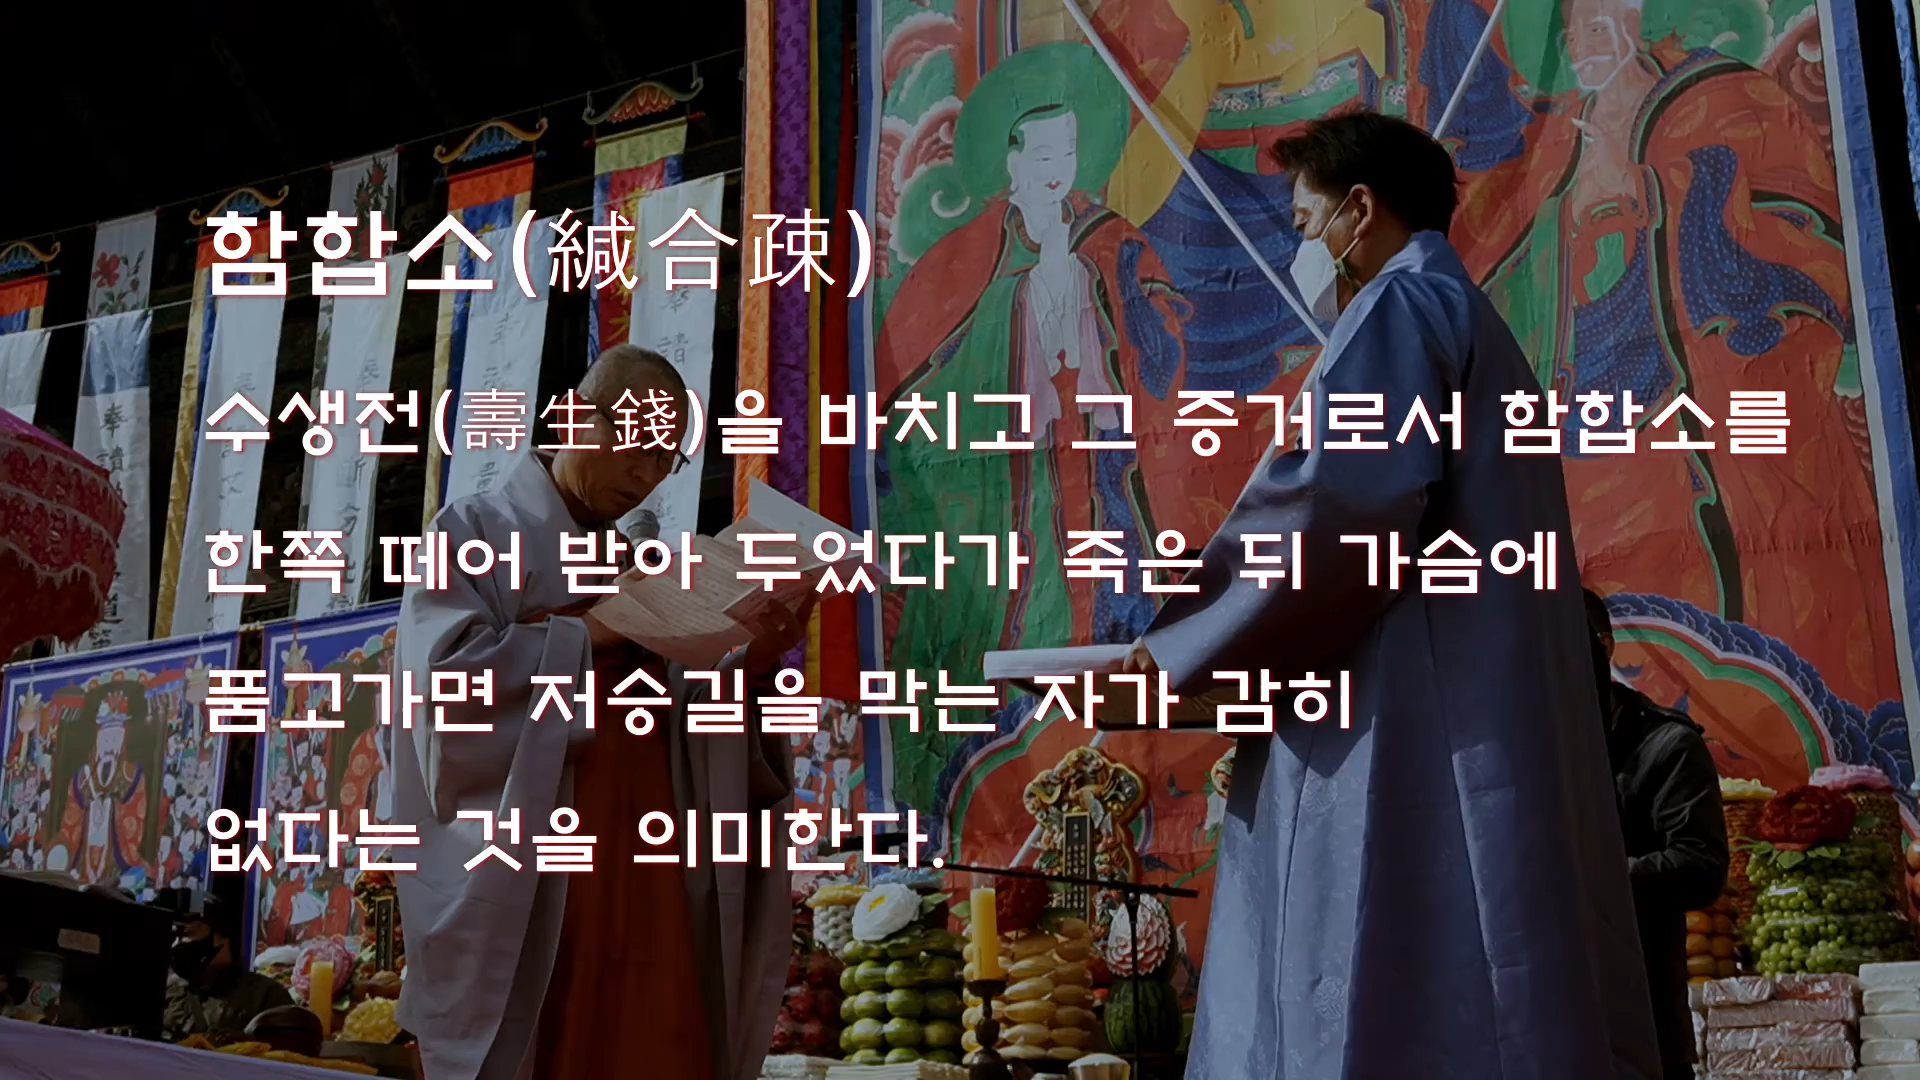 함합소(緘合疎)
수생전(壽生錢)을 바치고 그 증거로서 함합소를
한쪽 떼어 받아 두었다가 죽은 뒤 가슴에
품고가면 저승길을 막는 자가 감히
없다는 것을 의미한다.